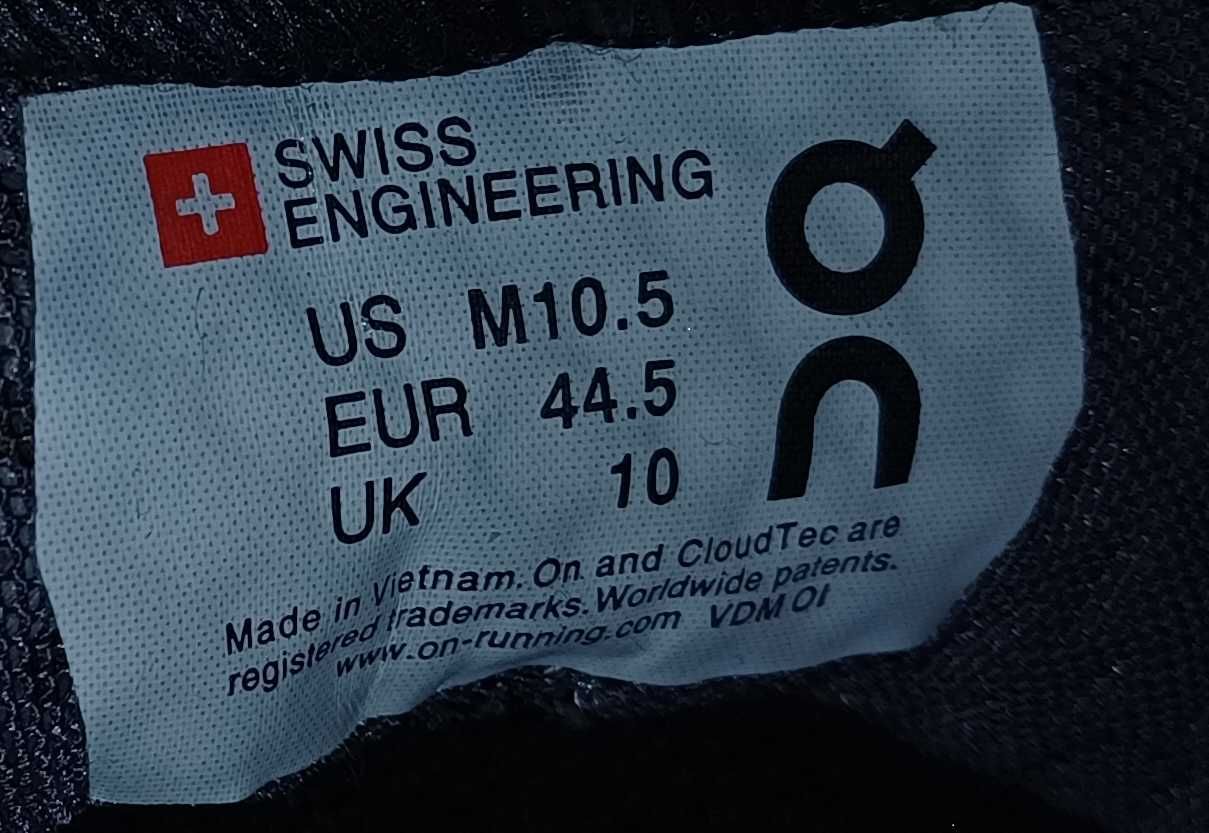 SWISS
ENGINEERING
On
US M10.5
EUR 44.5
UK 10
Made in Vietnam. On and CloudTec are
registered trademarks. Worldwide patents.
www.on-running.com VDM OI